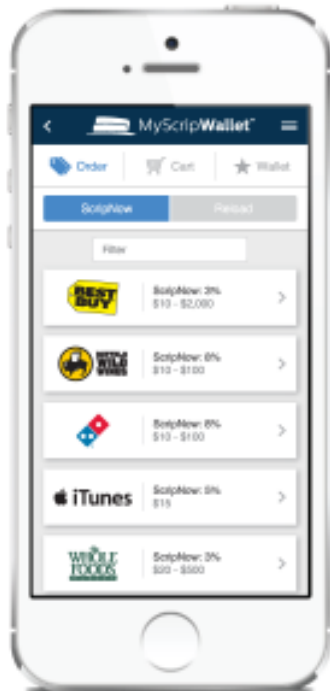 MyScripWallet™
Order
Cart
Wallet
ScripNow
Reload
Filter
BEST BUY
ScripNow: 3%
$10 - $2,000
BUFFALO WILD WINGS
ScripNow: 8%
$10 - $100
ScripNow: 8%
$10 - $100
iTunes
ScripNow: 5%
$15
WHOLE FOODS
ScripNow: 3%
$20 - $500